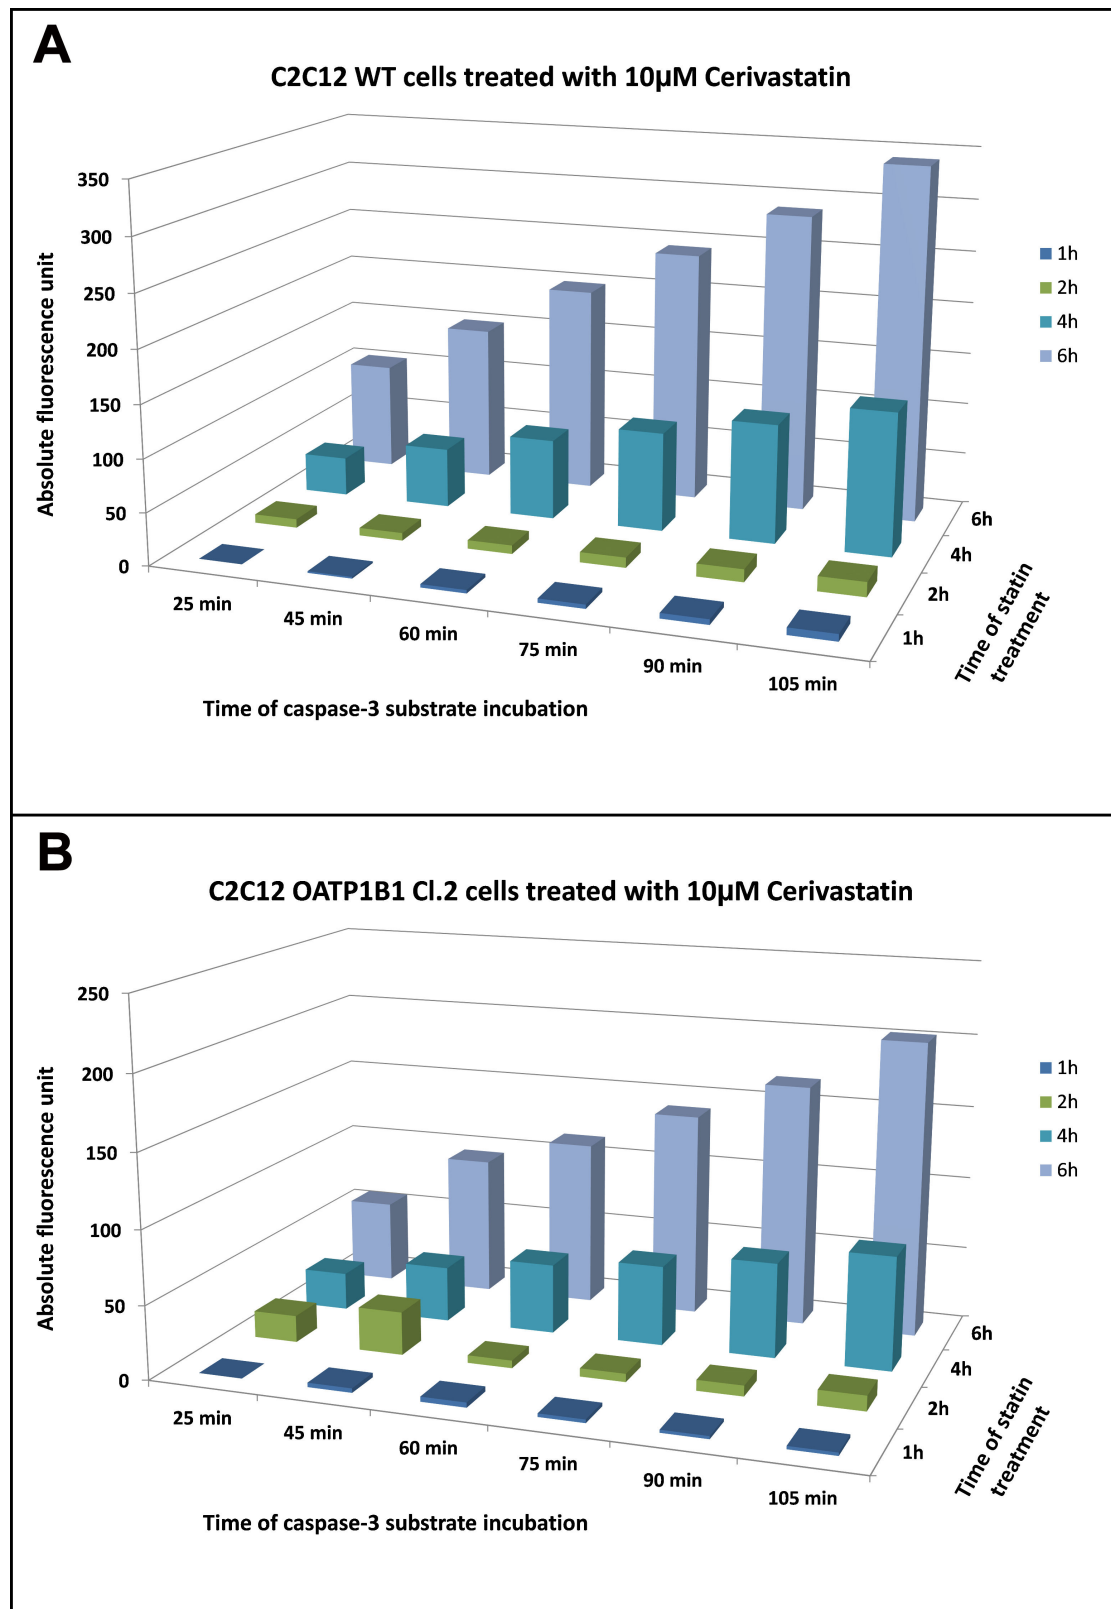 A
C2C12 WT cells treated with 10µM Cerivastatin
350
300
250
200
150
100
50
0
Absolute fluorescence unit
25 min
45 min
60 min
75 min
90 min
105 min
Time of caspase-3 substrate incubation
1h
2h
4h
6h
Time of statin
treatment
1h
2h
4h
6h
B
C2C12 OATP1B1 Cl.2 cells treated with 10µM Cerivastatin
250
200
150
100
50
0
Absolute fluorescence unit
25 min
45 min
60 min
75 min
90 min
105 min
Time of caspase-3 substrate incubation
1h
2h
4h
6h
Time of statin
treatment
1h
2h
4h
6h